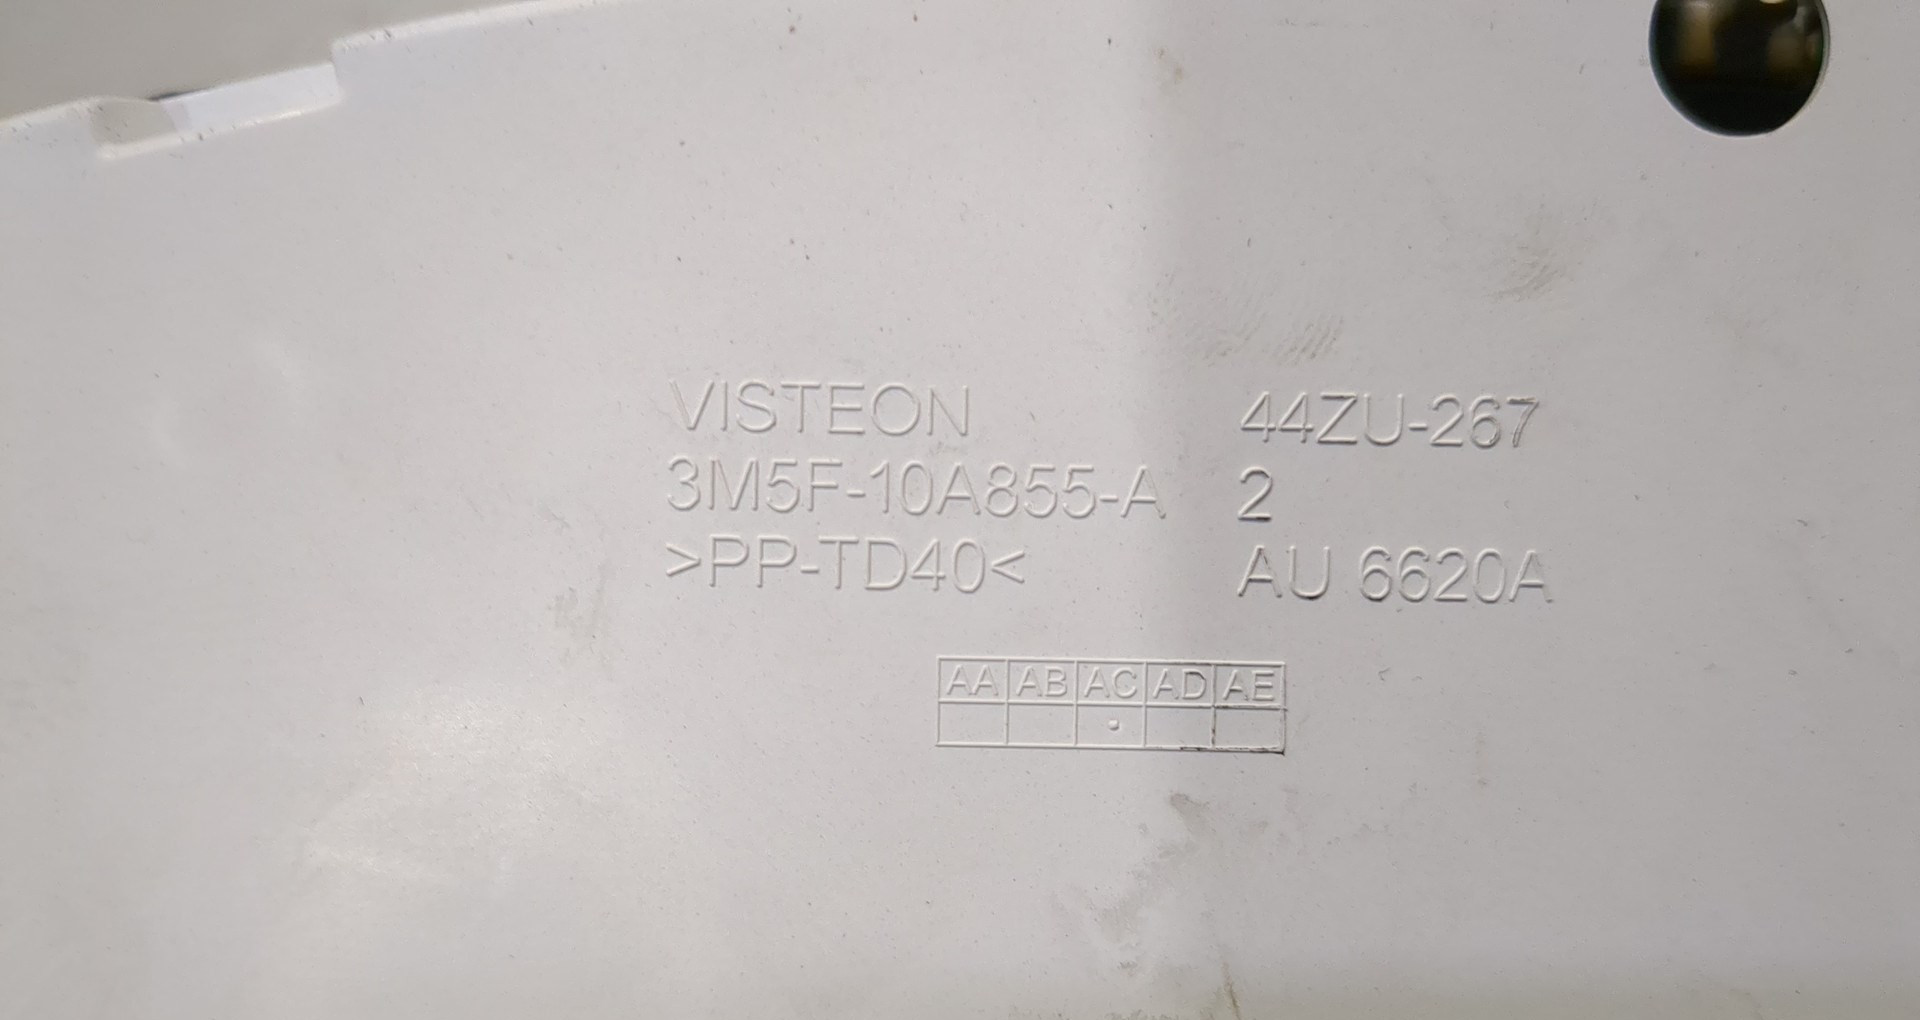 VISTEON 44ZU-267
3M5F-10A855-A 2
>PP-TD40< AU 6620A
AA AB AC AD AE